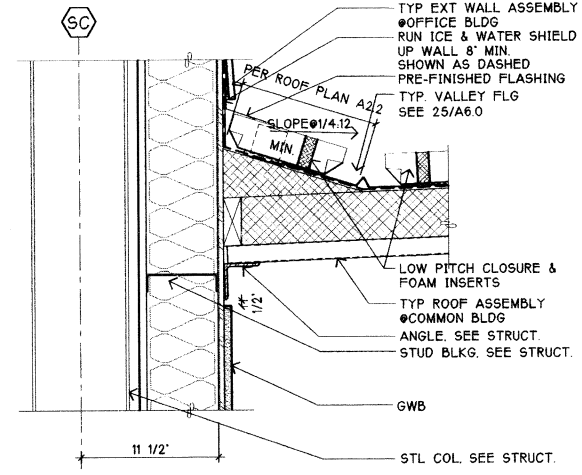 SC
TYP EXT WALL ASSEMBLY
@OFFICE BLDG
RUN ICE & WATER SHIELD
UP WALL 8" MIN.
SHOWN AS DASHED
PRE-FINISHED FLASHING
TYP. VALLEY FLG
SEE 25/A6.0
PER ROOF PLAN A2.2
SLOPE@1/4:12
MIN.
LOW PITCH CLOSURE &
FOAM INSERTS
TYP ROOF ASSEMBLY
@COMMON BLDG
ANGLE, SEE STRUCT.
STUD BLKG, SEE STRUCT.
1/2"
GWB
11 1/2"
STL COL, SEE STRUCT.